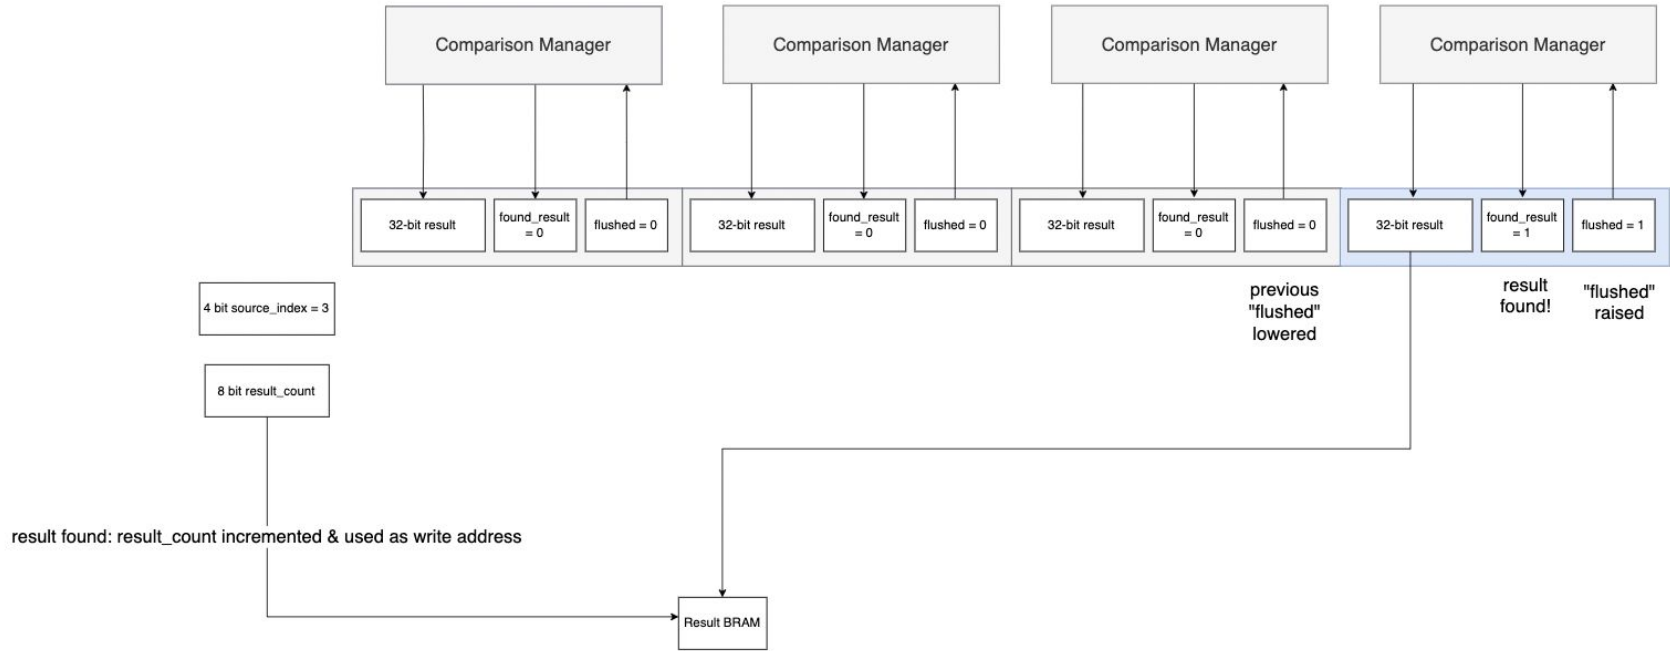 Comparison Manager
Comparison Manager
Comparison Manager
Comparison Manager
32-bit result
found_result
= 0
flushed = 0
32-bit result
found_result
= 0
flushed = 0
32-bit result
found_result
= 0
flushed = 0
32-bit result
found_result
= 1
flushed = 1
previous
"flushed"
lowered
result
found!
"flushed"
raised
4 bit source_index = 3
8 bit result_count
result found: result_count incremented & used as write address
Result BRAM